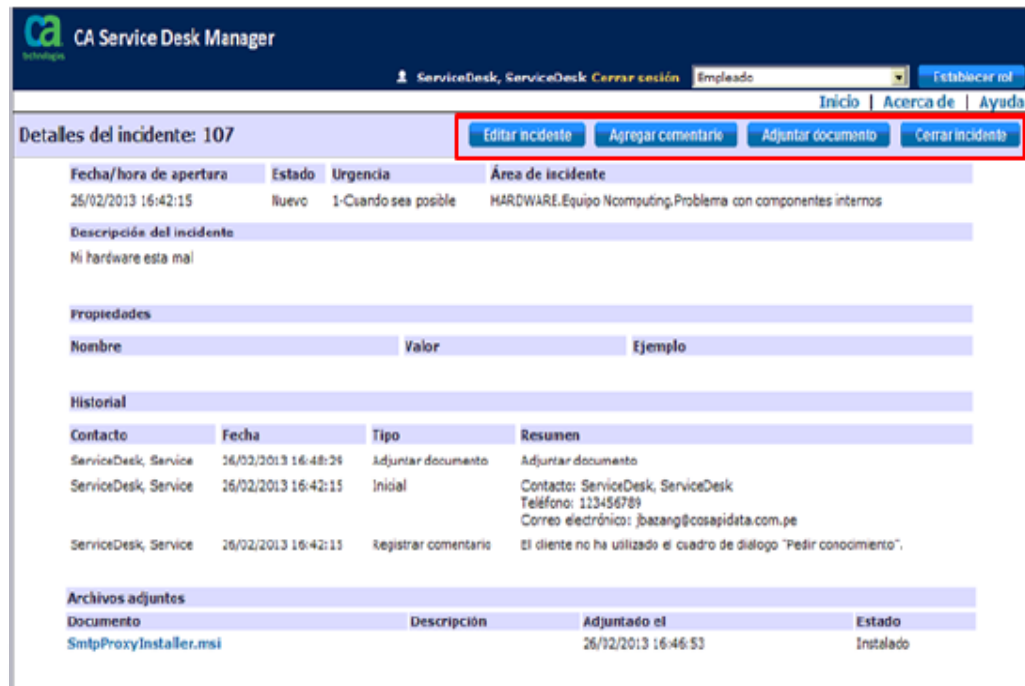 ca technologies CA Service Desk Manager
ServiceDesk, ServiceDesk Cerrar sesión Empleado Establecer rol
Inicio | Acerca de | Ayuda
Detalles del incidente: 107 Editar incidente Agregar comentario Adjuntar documento Cerrar incidente
Fecha/hora de apertura Estado Urgencia Área de incidente
26/02/2013 16:42:15 Nuevo 1-Cuando sea posible HARDWARE.Equipo Ncomputing.Problema con componentes internos
Descripción del incidente
Mi hardware esta mal
Propiedades
Nombre Valor Ejemplo
Historial
Contacto Fecha Tipo Resumen
ServiceDesk, Service 26/02/2013 16:48:29 Adjuntar documento Adjuntar documento
ServiceDesk, Service 26/02/2013 16:42:15 Inicial Contacto: ServiceDesk, ServiceDesk
Teléfono: 123456789
Correo electrónico: jbazang@cosapidata.com.pe
ServiceDesk, Service 26/02/2013 16:42:15 Registrar comentario El cliente no ha utilizado el cuadro de diálogo "Pedir conocimiento".
Archivos adjuntos
Documento Descripción Adjuntado el Estado
SmtpProxyInstaller.msi 26/02/2013 16:46:53 Instalado